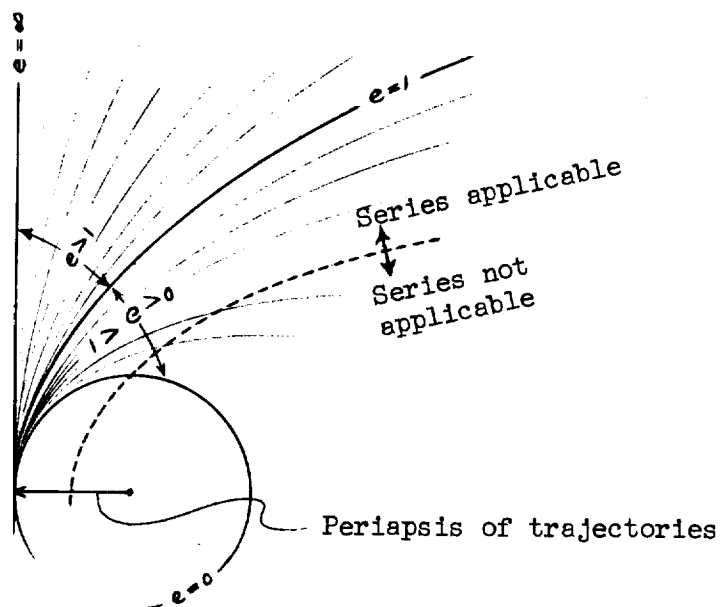 e = ∞
e=1
Series applicable
e>1
Series not
applicable
1 > e > 0
Periapsis of trajectories
e=0